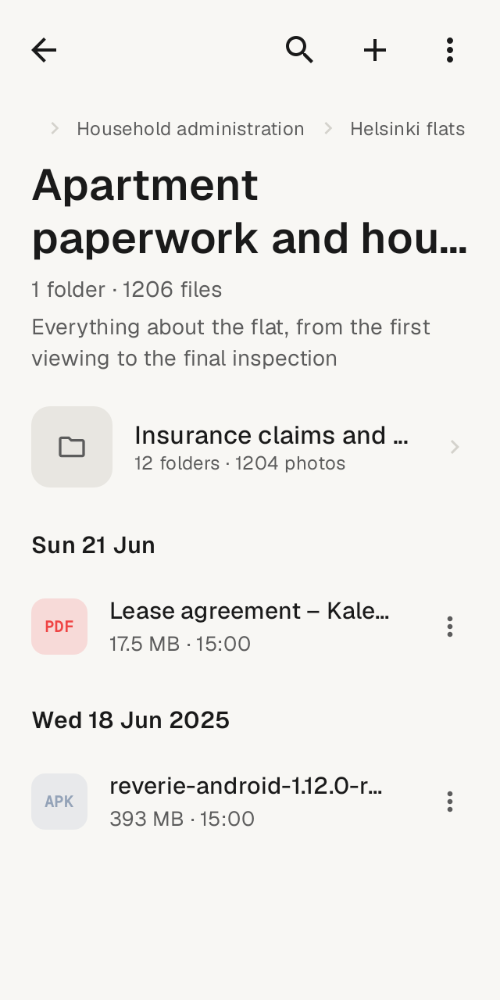 Household administration
Helsinki flats
Apartment
paperwork and hou...
1 folder · 1206 files
Everything about the flat, from the first
viewing to the final inspection
Insurance claims and ...
12 folders · 1204 photos
Sun 21 Jun
PDF
Lease agreement – Kale...
17.5 MB · 15:00
Wed 18 Jun 2025
APK
reverie-android-1.12.0-r...
393 MB · 15:00